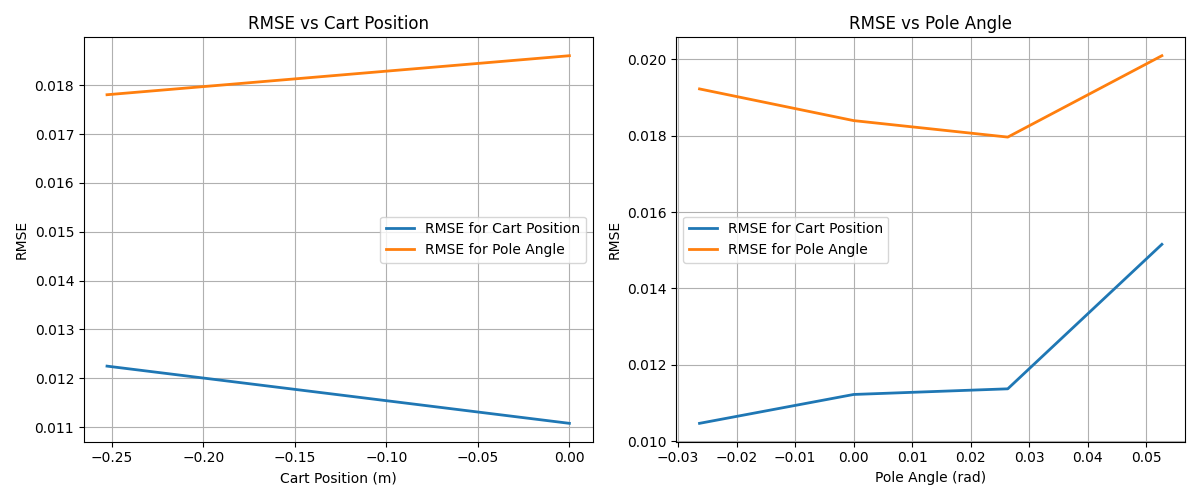 RMSE vs Cart Position
RMSE
0.018
0.017
0.016
0.015
0.014
0.013
0.012
0.011
RMSE for Cart Position
RMSE for Pole Angle
−0.25 −0.20 −0.15 −0.10 −0.05 0.00
Cart Position (m)
RMSE vs Pole Angle
RMSE
0.020
0.018
0.016
0.014
0.012
0.010
RMSE for Cart Position
RMSE for Pole Angle
−0.03 −0.02 −0.01 0.00 0.01 0.02 0.03 0.04 0.05
Pole Angle (rad)